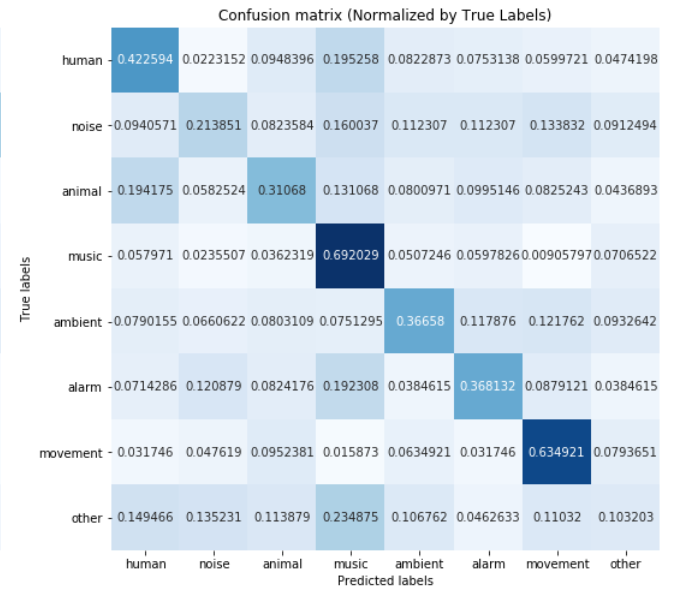 Confusion matrix (Normalized by True Labels)
human 0.422594 0.0223152 0.0948396 0.195258 0.0822873 0.0753138 0.0599721 0.0474198
noise 0.0940571 0.213851 0.0823584 0.160037 0.112307 0.112307 0.133832 0.0912494
animal 0.194175 0.0582524 0.31068 0.131068 0.0800971 0.0995146 0.0825243 0.0436893
music 0.057971 0.0235507 0.0362319 0.692029 0.0507246 0.0597826 0.00905797 0.0706522
True labels
ambient 0.0790155 0.0660622 0.0803109 0.0751295 0.36658 0.117876 0.121762 0.0932642
alarm 0.0714286 0.120879 0.0824176 0.192308 0.0384615 0.368132 0.0879121 0.0384615
movement 0.031746 0.047619 0.0952381 0.015873 0.0634921 0.031746 0.634921 0.0793651
other 0.149466 0.135231 0.113879 0.234875 0.106762 0.0462633 0.11032 0.103203
human noise animal music ambient alarm movement other
Predicted labels